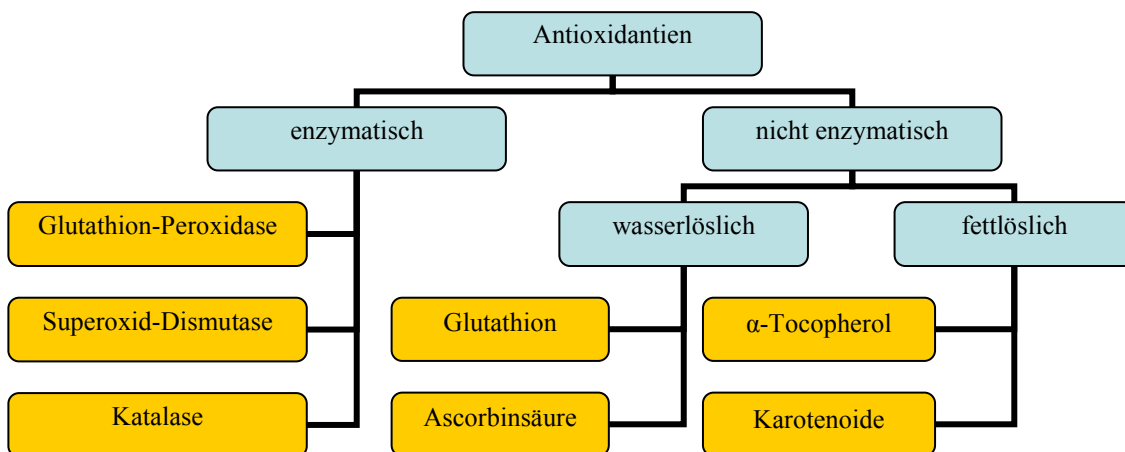 Antioxidantien
enzymatisch
nicht enzymatisch
Glutathion-Peroxidase
wasserlöslich
fettlöslich
Superoxid-Dismutase
Glutathion
α-Tocopherol
Katalase
Ascorbinsäure
Karotenoide